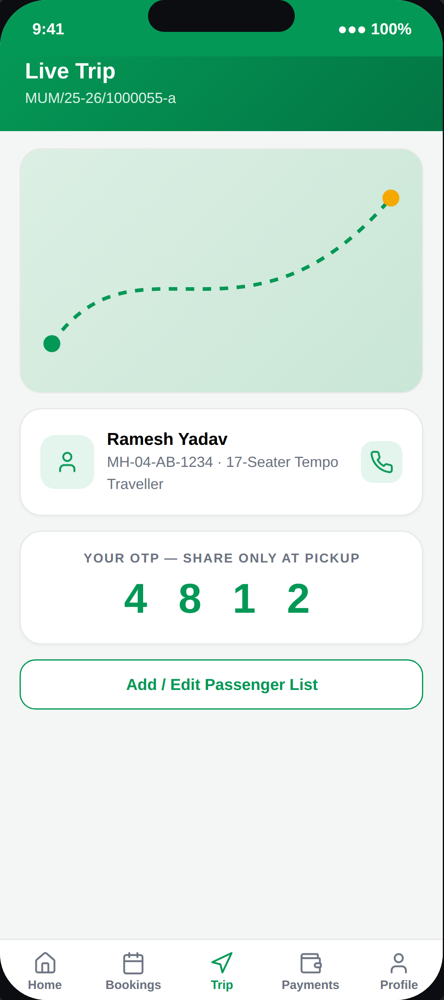 9:41
●●● 100%
Live Trip
MUM/25-26/1000055-a
Ramesh Yadav
MH-04-AB-1234 · 17-Seater Tempo
Traveller
YOUR OTP — SHARE ONLY AT PICKUP
4 8 1 2
Add / Edit Passenger List
Home
Bookings
Trip
Payments
Profile